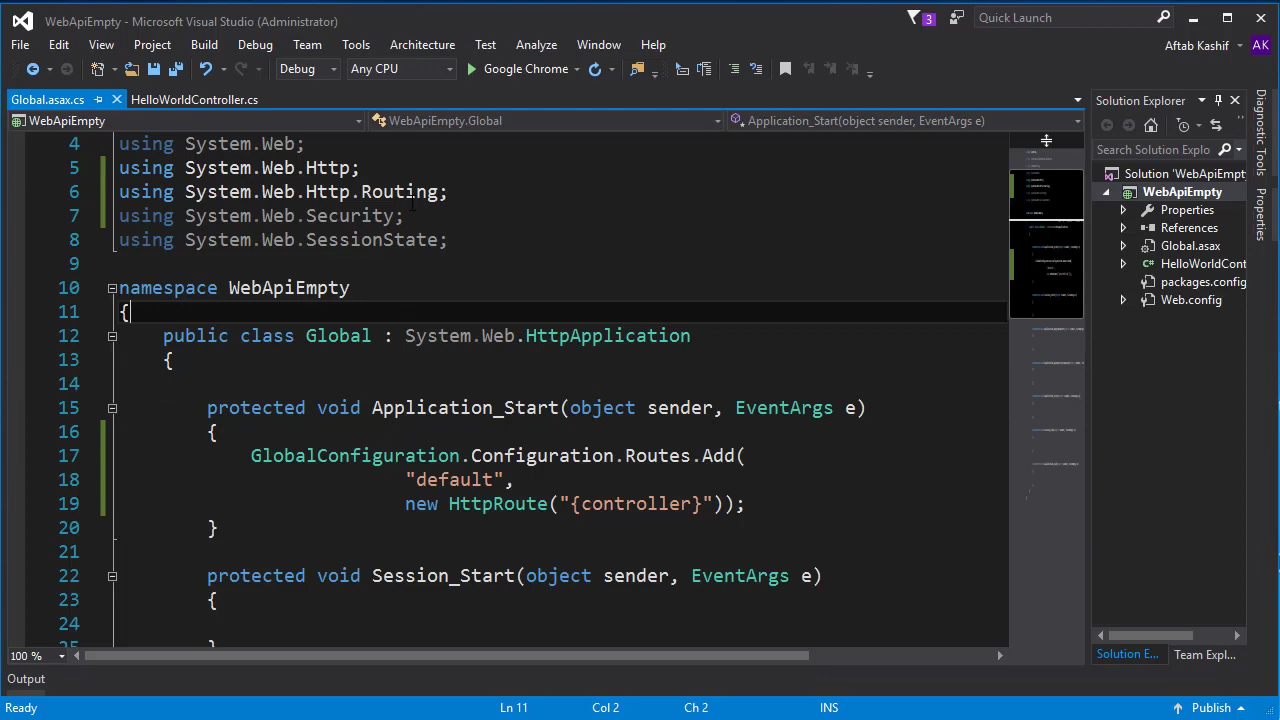 WebApiEmpty - Microsoft Visual Studio (Administrator)
3
Quick Launch
File Edit View Project Build Debug Team Tools Architecture Test Analyze Window Help
Aftab Kashif AK
Debug Any CPU Google Chrome
Global.asax.cs HelloWorldController.cs
Solution Explorer
WebApiEmpty WebApiEmpty.Global Application_Start(object sender, EventArgs e)
Diagnostic Tools
Properties
Search Solution Explo
Solution 'WebApiEmpty
WebApiEmpty
Properties
References
Global.asax
C# HelloWorldCont
packages.config
Web.config
4 using System.Web;
5 using System.Web.Http;
6 using System.Web.Http.Routing;
7 using System.Web.Security;
8 using System.Web.SessionState;
9
10 namespace WebApiEmpty
11 {
12 public class Global : System.Web.HttpApplication
13 {
14
15 protected void Application_Start(object sender, EventArgs e)
16 {
17 GlobalConfiguration.Configuration.Routes.Add(
18 "default",
19 new HttpRoute("{controller}"));
20 }
21
22 protected void Session_Start(object sender, EventArgs e)
23 {
24
25 }
100 %
Solution E... Team Expl...
Output
Ready Ln 11 Col 2 Ch 2 INS Publish